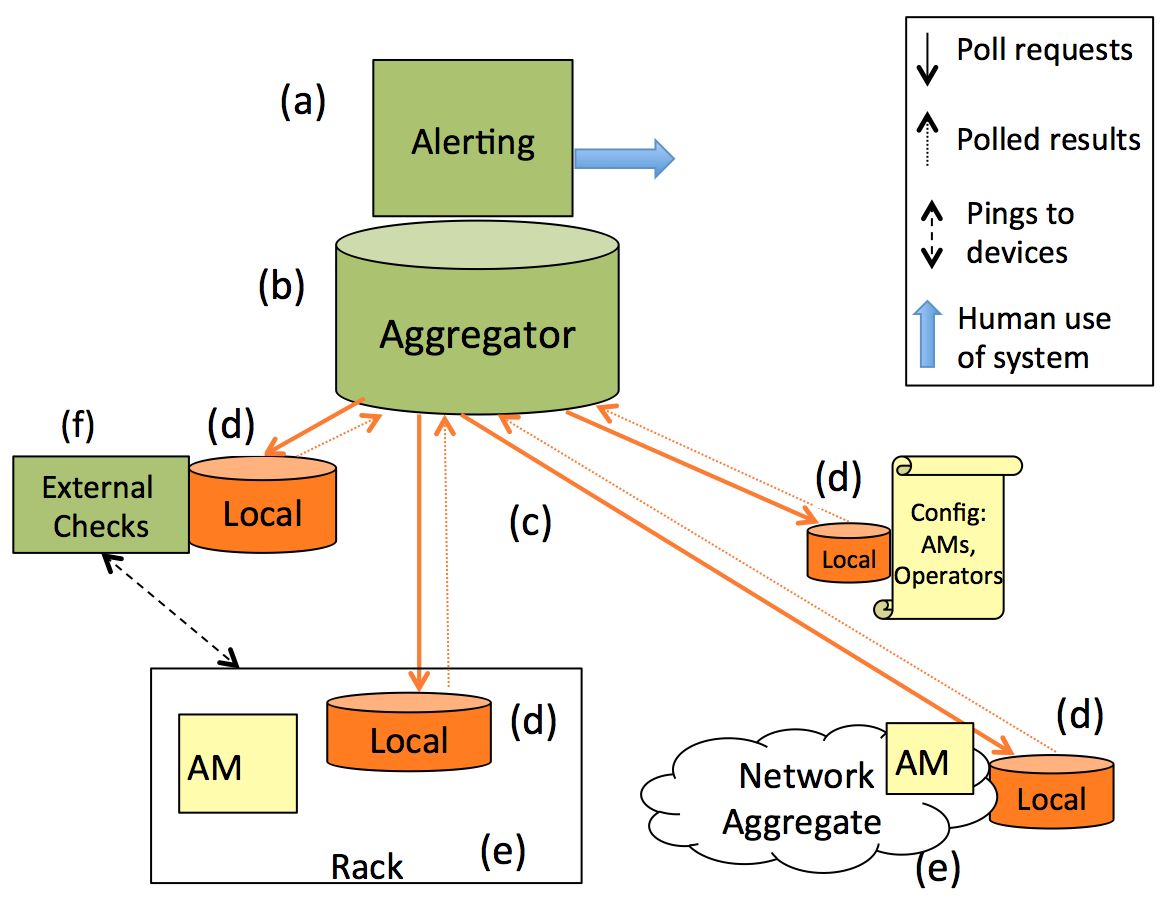 (a)
Alerting
(b)
Aggregator
Poll requests
Polled results
Pings to
devices
Human use
of system
(f)
(d)
External
Checks
Local
(c)
(d)
Local
Config:
AMs,
Operators
AM
Local
(d)
Rack
(e)
Network
Aggregate
AM
(d)
Local
(e)